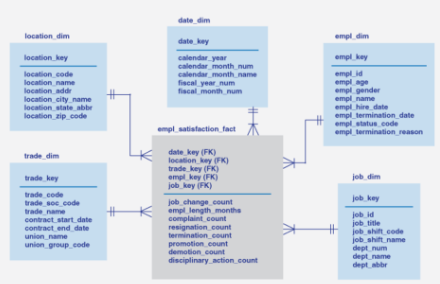 location_dim
location_key
location_code
location_name
location_addr
location_city_name
location_state_abbr
location_zip_code
date_dim
date_key
calendar_year
calendar_month_num
calendar_month_name
fiscal_year_num
fiscal_month_num
empl_dim
empl_key
empl_id
empl_age
empl_gender
empl_name
empl_hire_date
empl_termination_date
empl_status_code
empl_termination_reason
empl_satisfaction_fact
date_key (FK)
location_key (FK)
trade_key (FK)
empl_key (FK)
job_key (FK)
job_change_count
empl_length_months
complaint_count
resignation_count
termination_count
promotion_count
demotion_count
disciplinary_action_count
trade_dim
trade_key
trade_code
trade_soc_code
trade_name
contract_start_date
contract_end_date
union_name
union_group_code
job_dim
job_key
job_id
job_title
job_shift_code
job_shift_name
dept_num
dept_name
dept_abbr